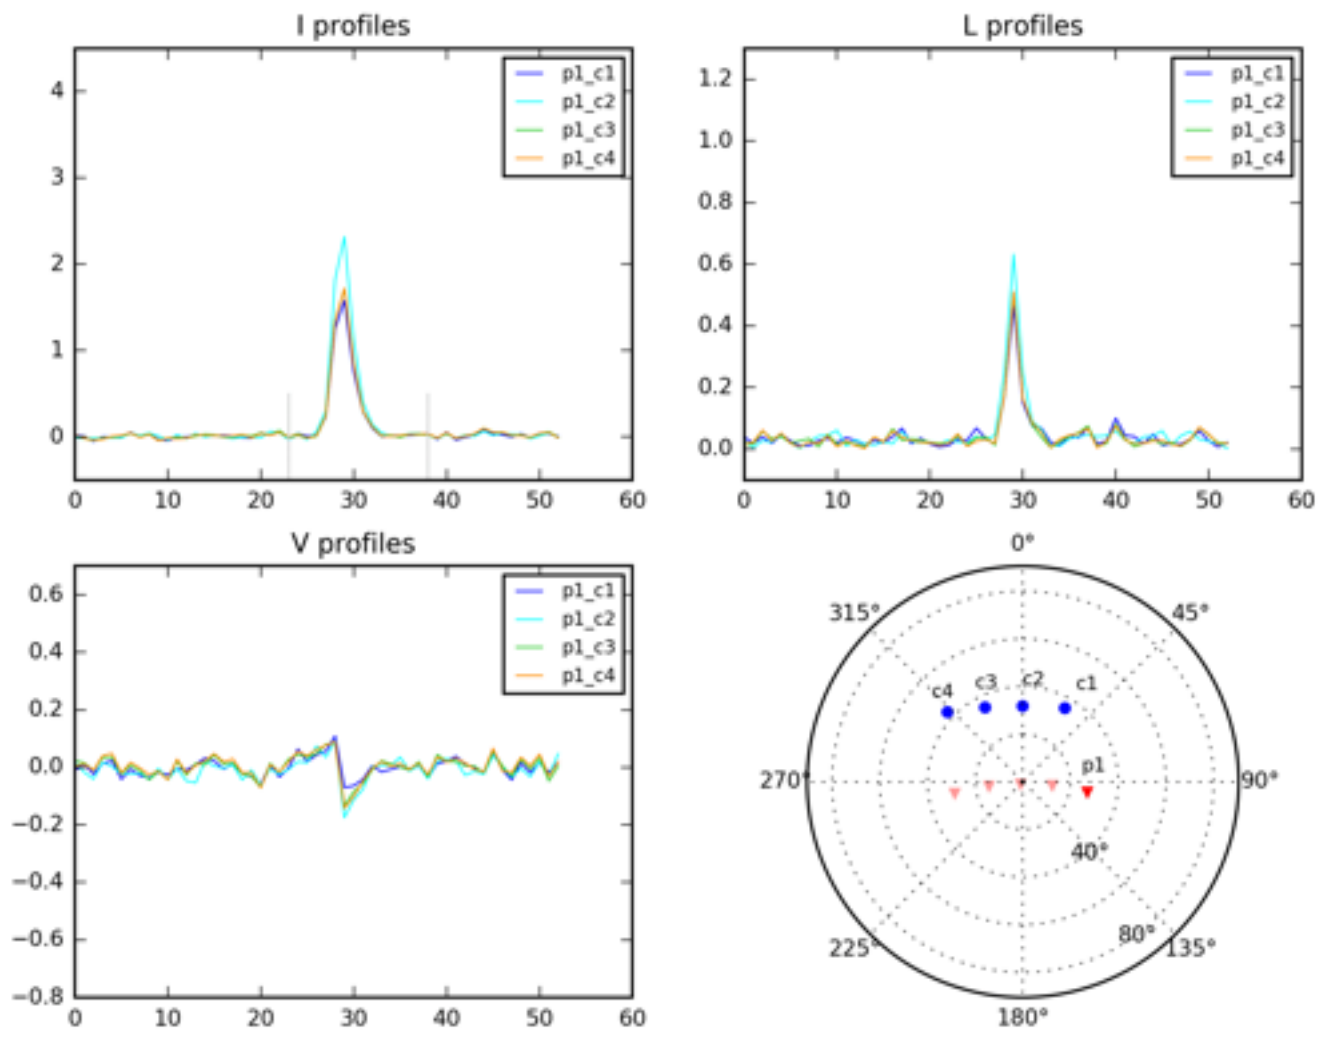 I profiles
4
3
2
1
0
0 10 20 30 40 50 60
p1_c1
p1_c2
p1_c3
p1_c4
L profiles
1.2
1.0
0.8
0.6
0.4
0.2
0.0
0 10 20 30 40 50 60
p1_c1
p1_c2
p1_c3
p1_c4
V profiles
0.6
0.4
0.2
0.0
−0.2
−0.4
−0.6
−0.8
0 10 20 30 40 50 60
p1_c1
p1_c2
p1_c3
p1_c4
0°
315° 45°
c4 c3 c2 c1
p1
270° 90°
40°
80°
225° 135°
180°